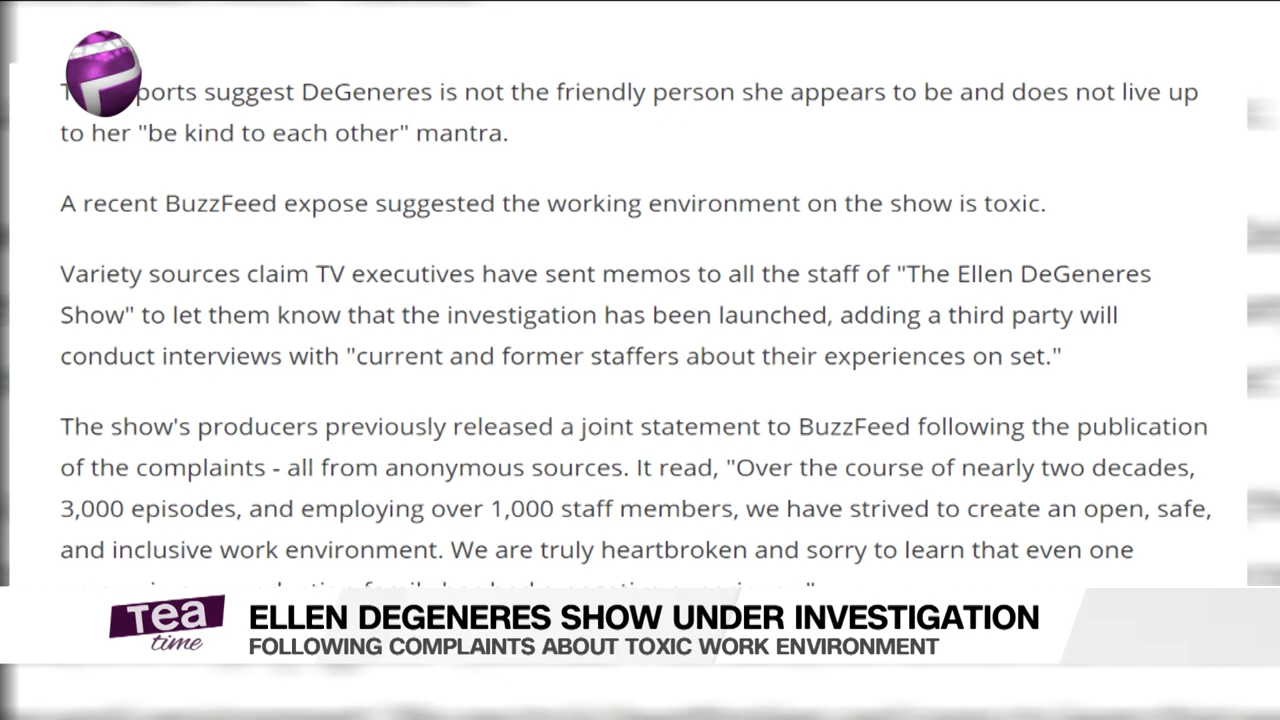 ports suggest DeGeneres is not the friendly person she appears to be and does not live up
to her "be kind to each other" mantra.
A recent BuzzFeed expose suggested the working environment on the show is toxic.
Variety sources claim TV executives have sent memos to all the staff of "The Ellen DeGeneres
Show" to let them know that the investigation has been launched, adding a third party will
conduct interviews with "current and former staffers about their experiences on set."
The show's producers previously released a joint statement to BuzzFeed following the publication
of the complaints - all from anonymous sources. It read, "Over the course of nearly two decades,
3,000 episodes, and employing over 1,000 staff members, we have strived to create an open, safe,
and inclusive work environment. We are truly heartbroken and sorry to learn that even one
Tea
time
ELLEN DEGENERES SHOW UNDER INVESTIGATION
FOLLOWING COMPLAINTS ABOUT TOXIC WORK ENVIRONMENT